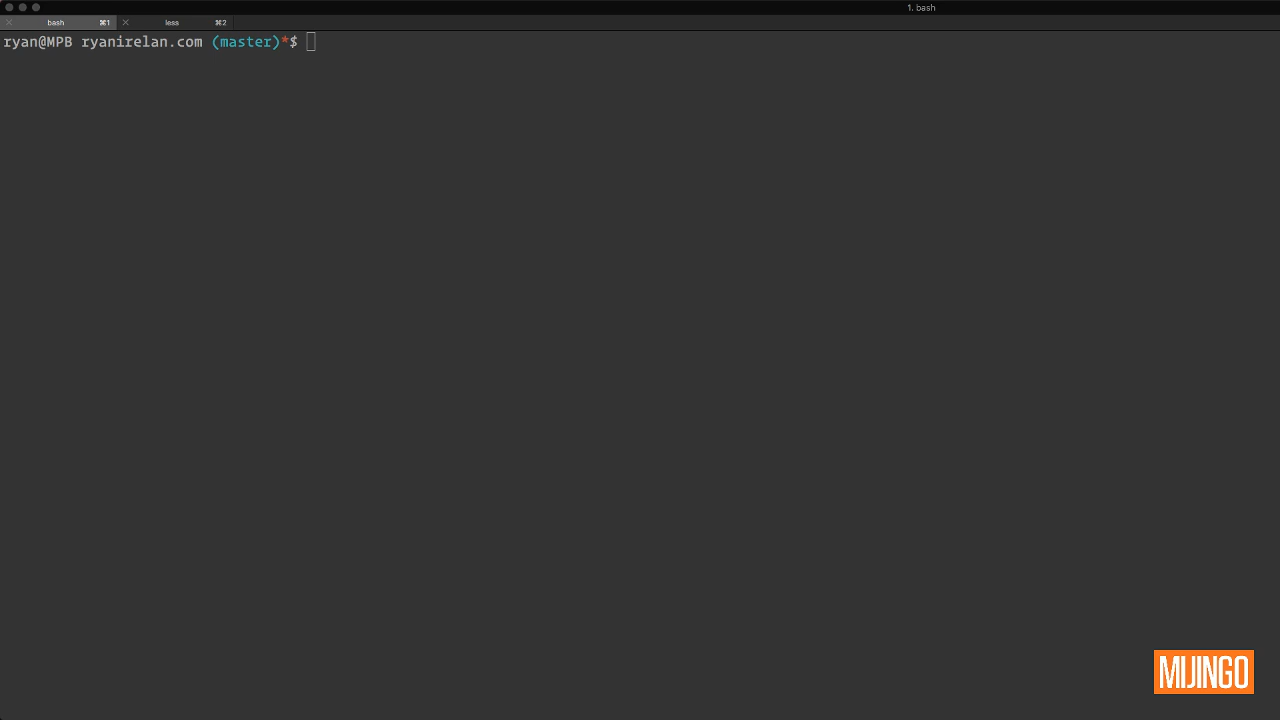 1. bash
bash ⌘1 less ⌘2
ryan@MPB ryanirelan.com (master)*$
MIJINGO